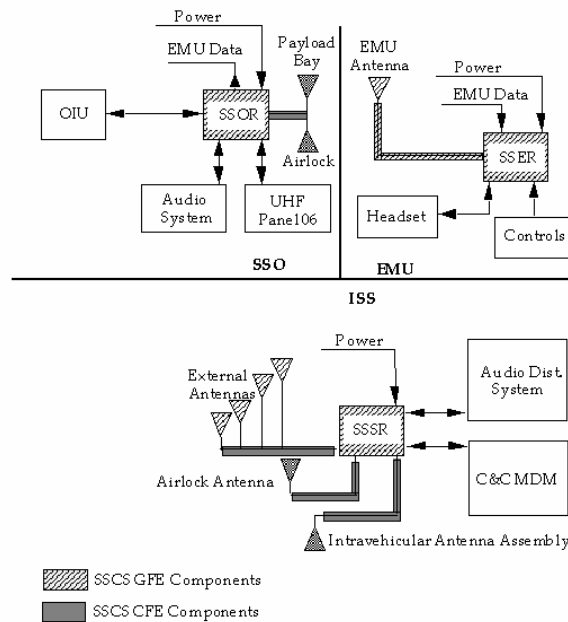 Power
EMU Data
Payload
Bay
OIU
SSOR
Airlock
Audio
System
UHF
Panel06
SSO
EMU
Antenna
Power
EMU Data
SSER
Headset
Controls
EMU
ISS
Power
External
Antennas
SSSR
Audio Dist.
System
Airlock Antenna
C&C MDM
Intravehicular Antenna Assembly
SSCS GFE Components
SSCS CFE Components